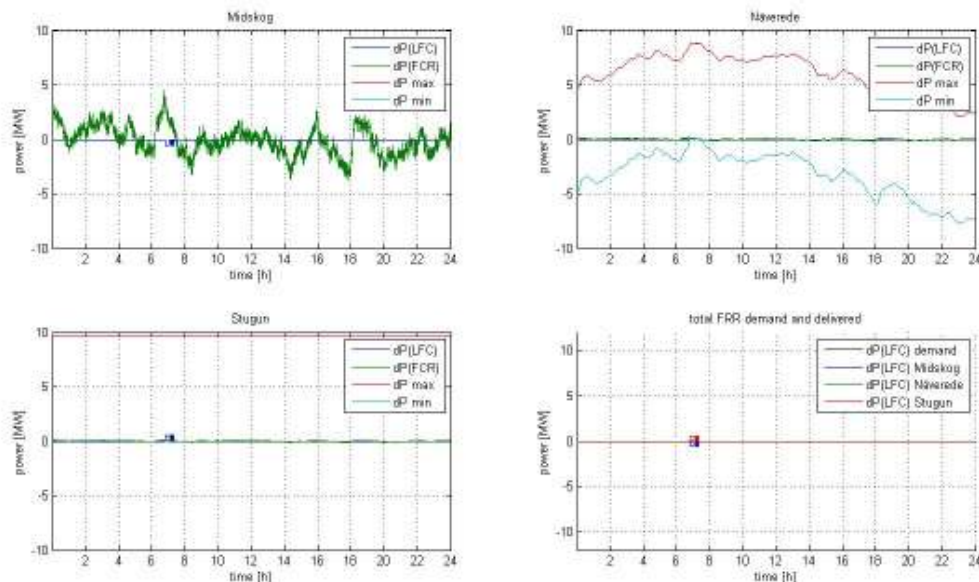 Midskog
10
5
0
-5
-10
power [MW]
dP(LFC)
dP(FCR)
dP max
dP min
2 4 6 8 10 12 14 16 18 20 22 24
time [h]
Näverede
10
5
0
-5
-10
power [MW]
dP(LFC)
dP(FCR)
dP max
dP min
2 4 6 8 10 12 14 16 18 20 22 24
time [h]
Stugun
10
5
0
-5
-10
power [MW]
dP(LFC)
dP(FCR)
dP max
dP min
2 4 6 8 10 12 14 16 18 20 22 24
time [h]
total FRR demand and delivered
10
5
0
-5
-10
power [MW]
dP(LFC) demand
dP(LFC) Midskog
dP(LFC) Näverede
dP(LFC) Stugun
2 4 6 8 10 12 14 16 18 20 22 24
time [h]